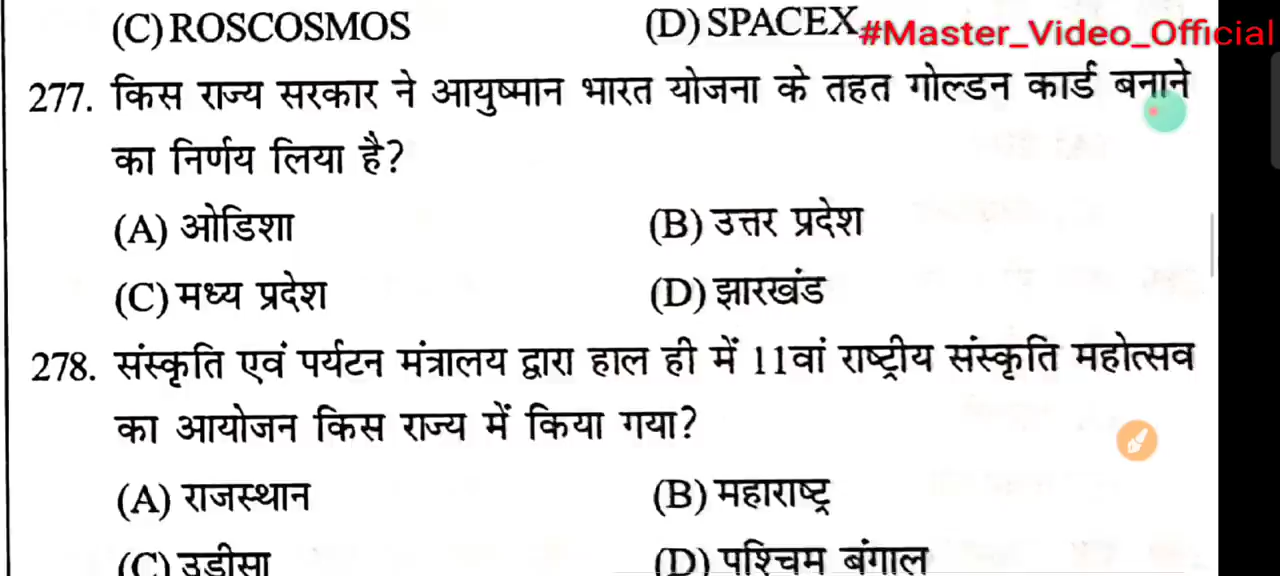 (C) ROSCOSMOS (D) SPACEX #Master_Video_Official
277. किस राज्य सरकार ने आयुष्मान भारत योजना के तहत गोल्डन कार्ड बनाने
का निर्णय लिया है?
(A) ओडिशा (B) उत्तर प्रदेश
(C) मध्य प्रदेश (D) झारखंड
278. संस्कृति एवं पर्यटन मंत्रालय द्वारा हाल ही में 11वां राष्ट्रीय संस्कृति महोत्सव
का आयोजन किस राज्य में किया गया?
(A) राजस्थान (B) महाराष्ट्र
(C) उड़ीसा (D) पश्चिम बंगाल